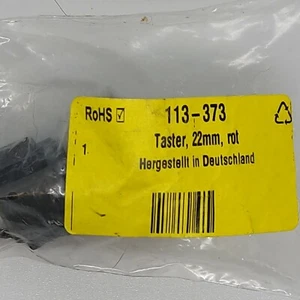 RoHS ☑ 113-373
Taster, 22mm, rot
1.
Hergestellt in Deutschland